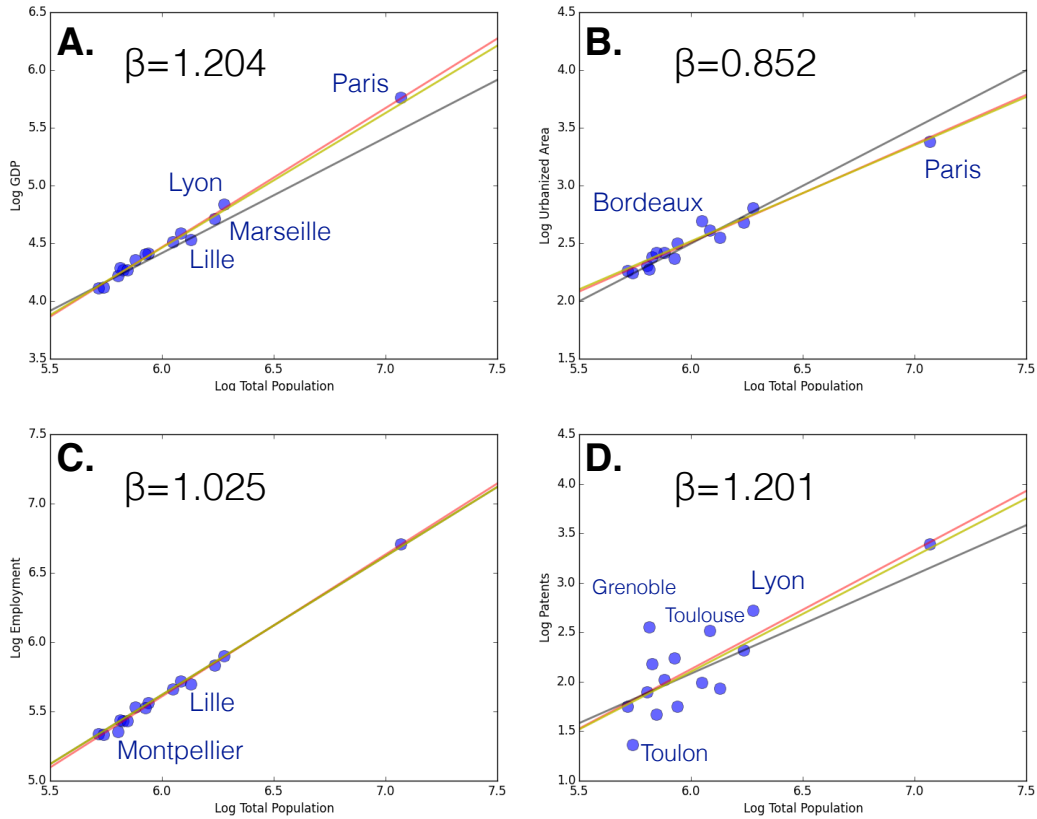 A.
β=1.204
Paris
Lyon
Marseille
Lille
Log GDP
6.5
6.0
5.5
5.0
4.5
4.0
3.5
5.5 6.0 6.5 7.0 7.5
Log Total Population
B.
β=0.852
Bordeaux
Paris
Log Urbanized Area
4.5
4.0
3.5
3.0
2.5
2.0
1.5
5.5 6.0 6.5 7.0 7.5
Log Total Population
C.
β=1.025
Lille
Montpellier
Log Employment
7.5
7.0
6.5
6.0
5.5
5.0
5.5 6.0 6.5 7.0 7.5
Log Total Population
D.
β=1.201
Grenoble
Lyon
Toulouse
Toulon
Log Patents
4.5
4.0
3.5
3.0
2.5
2.0
1.5
1.0
5.5 6.0 6.5 7.0 7.5
Log Total Population